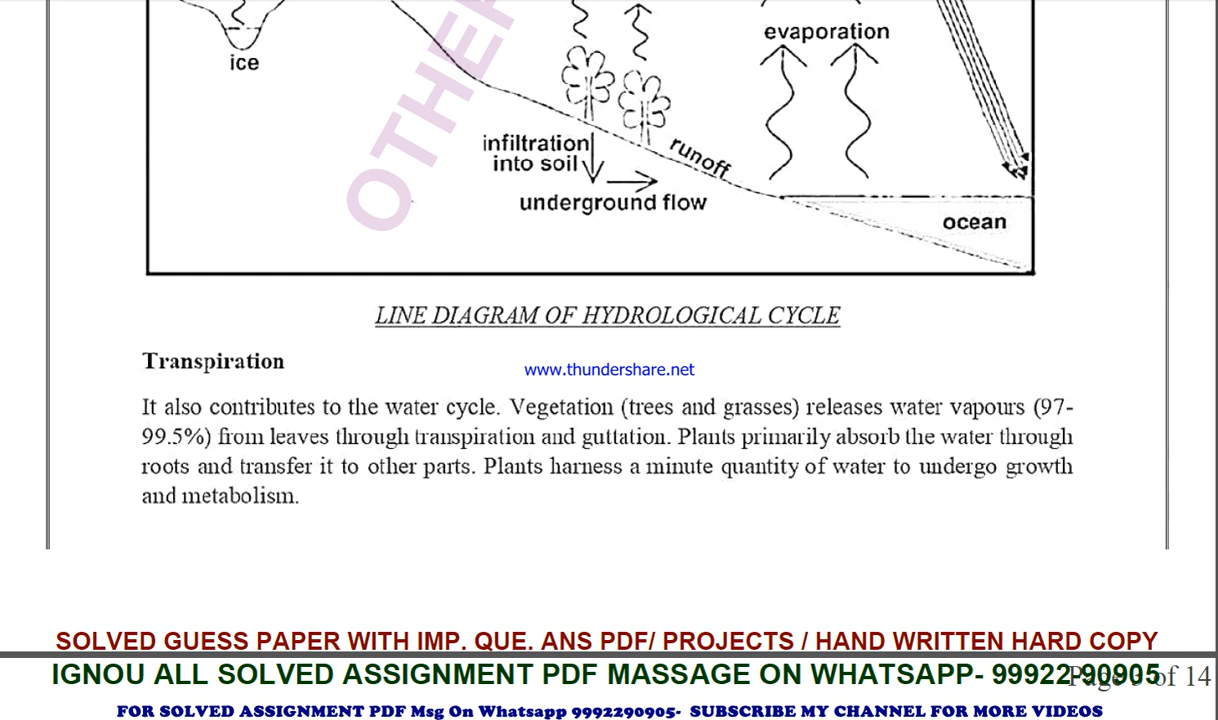 evaporation
ice
OTHER
infiltration
into soil
runoff
underground flow
ocean
LINE DIAGRAM OF HYDROLOGICAL CYCLE
Transpiration
www.thundershare.net
It also contributes to the water cycle. Vegetation (trees and grasses) releases water vapours (97-
99.5%) from leaves through transpiration and guttation. Plants primarily absorb the water through
roots and transfer it to other parts. Plants harness a minute quantity of water to undergo growth
and metabolism.
SOLVED GUESS PAPER WITH IMP. QUE. ANS PDF/ PROJECTS / HAND WRITTEN HARD COPY
IGNOU ALL SOLVED ASSIGNMENT PDF MASSAGE ON WHATSAPP- 99922-90905
Page of 14
FOR SOLVED ASSIGNMENT PDF Msg On Whatsapp 9992290905- SUBSCRIBE MY CHANNEL FOR MORE VIDEOS